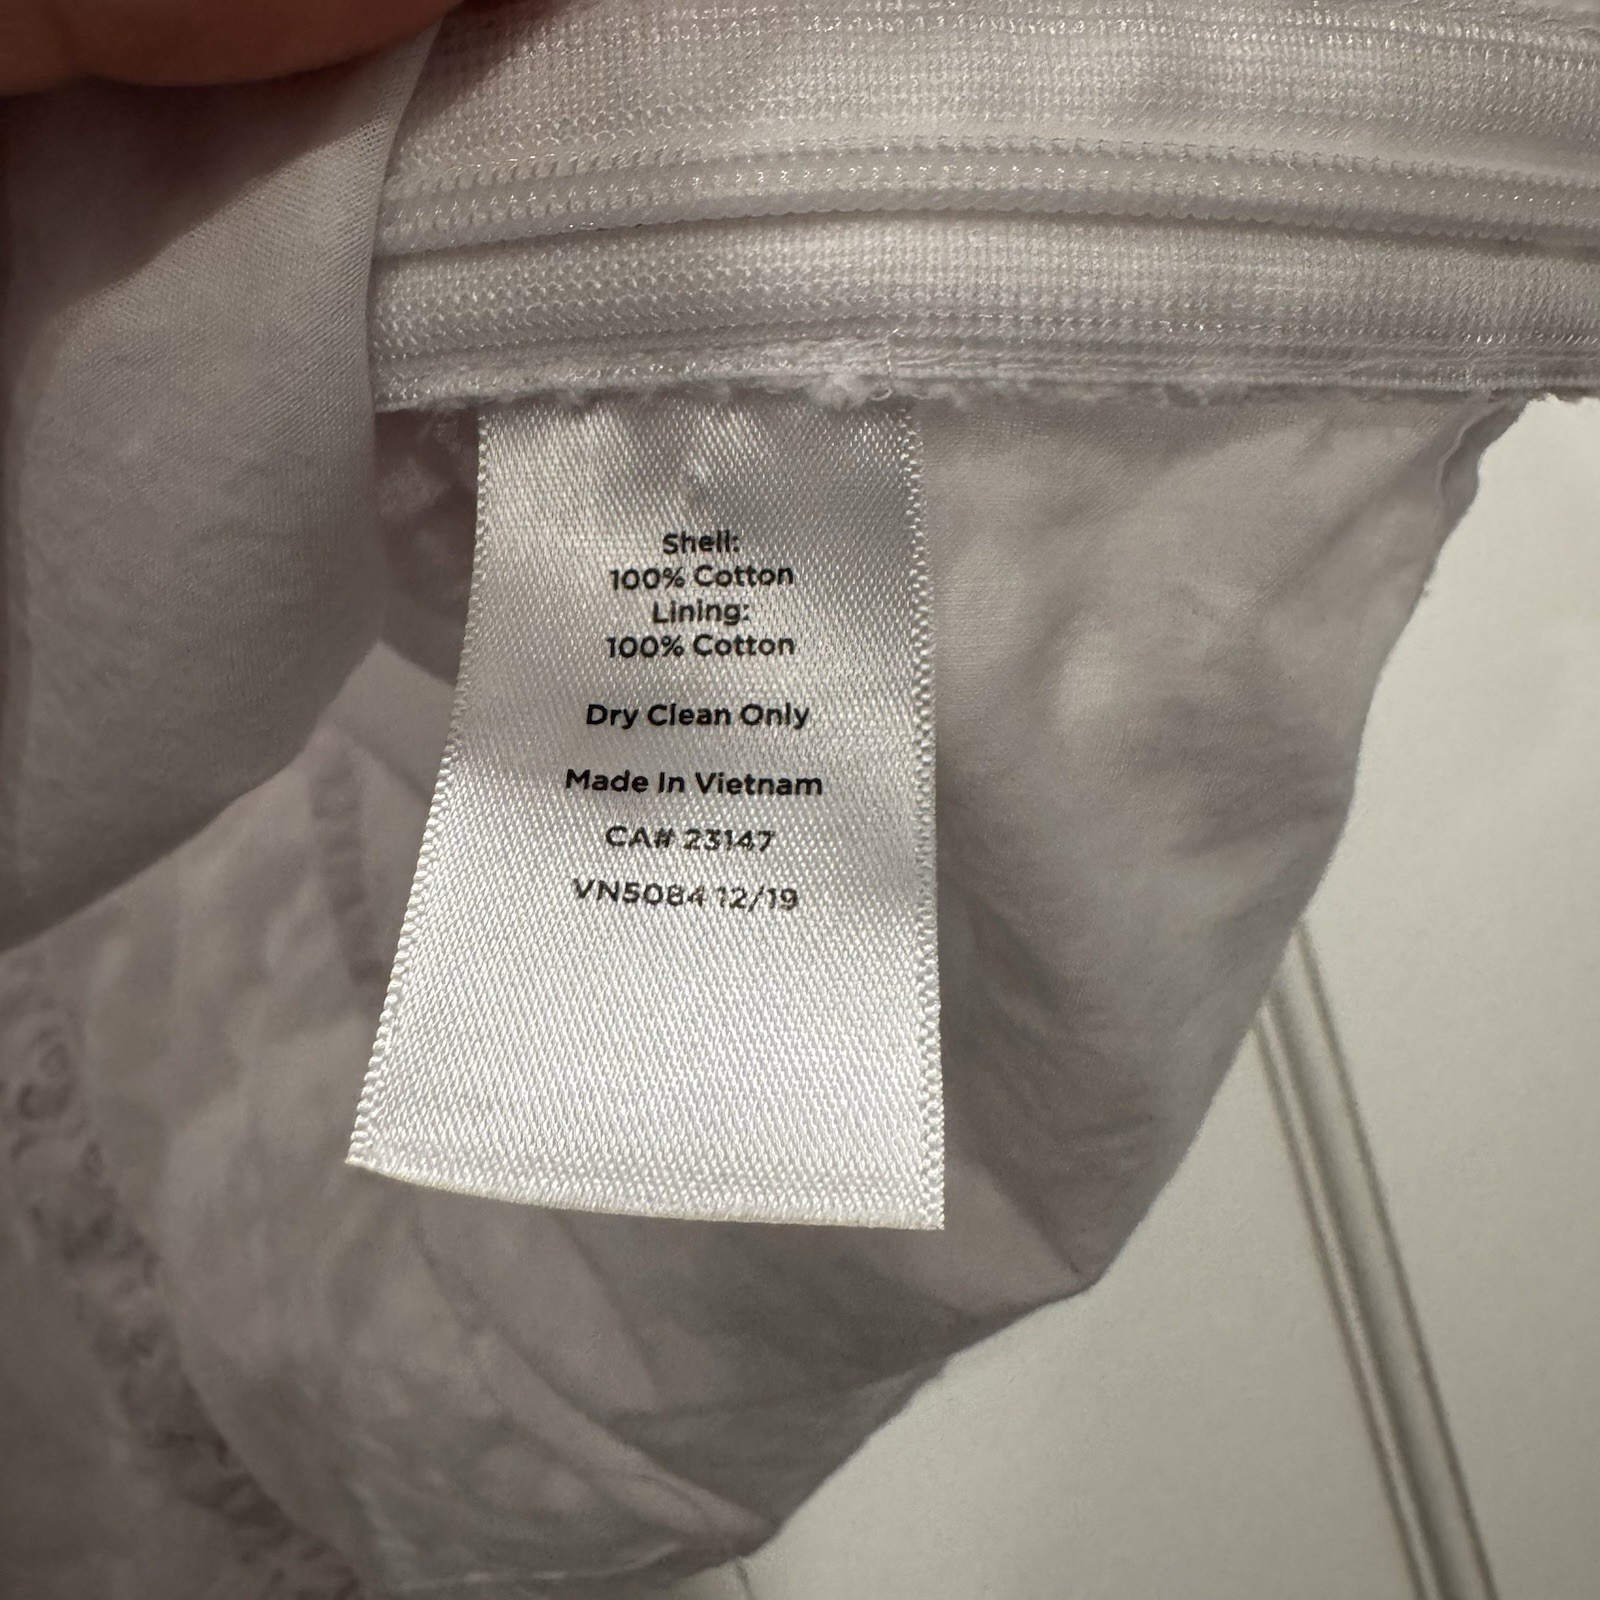 Shell:
100% Cotton
Lining:
100% Cotton
Dry Clean Only
Made In Vietnam
CA# 23147
VN5084 12/19